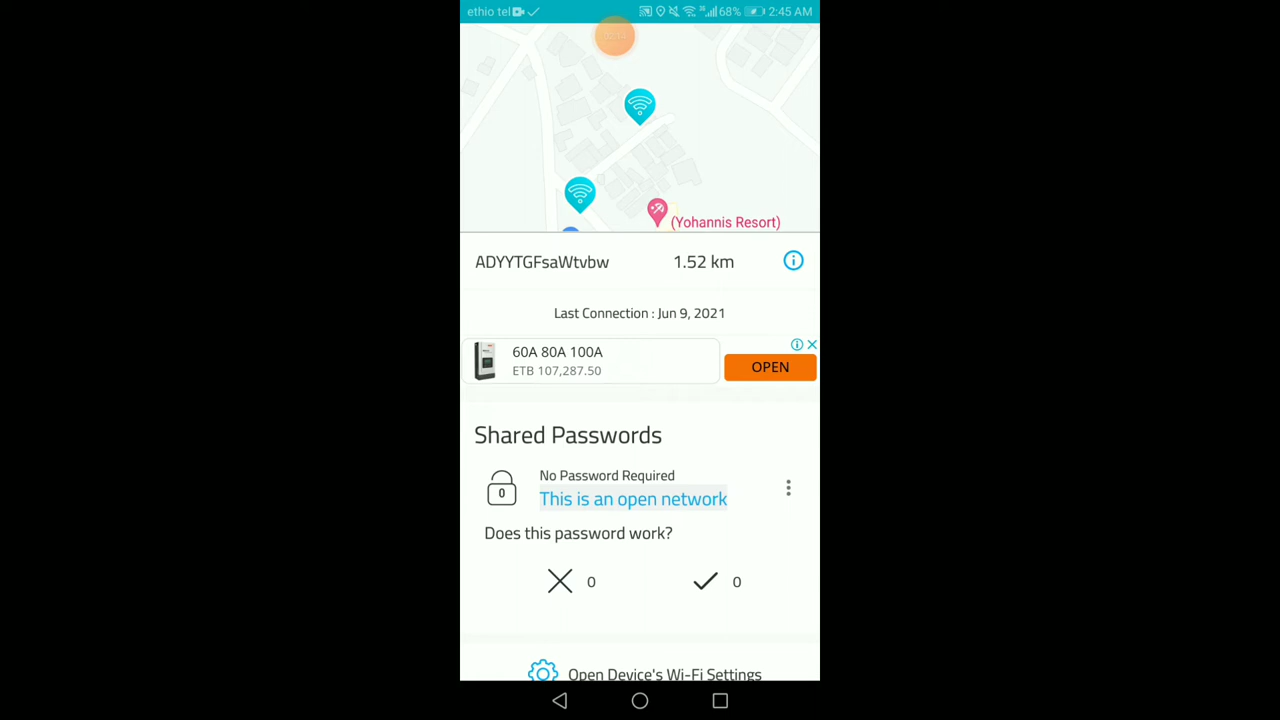 ethio tel
68% 2:45 AM
(Yohannis Resort)
ADYYTGFsaWtvbw 1.52 km
Last Connection : Jun 9, 2021
60A 80A 100A
ETB 107,287.50
OPEN
Shared Passwords
No Password Required
This is an open network
Does this password work?
0 0
Open Device's Wi-Fi Settings